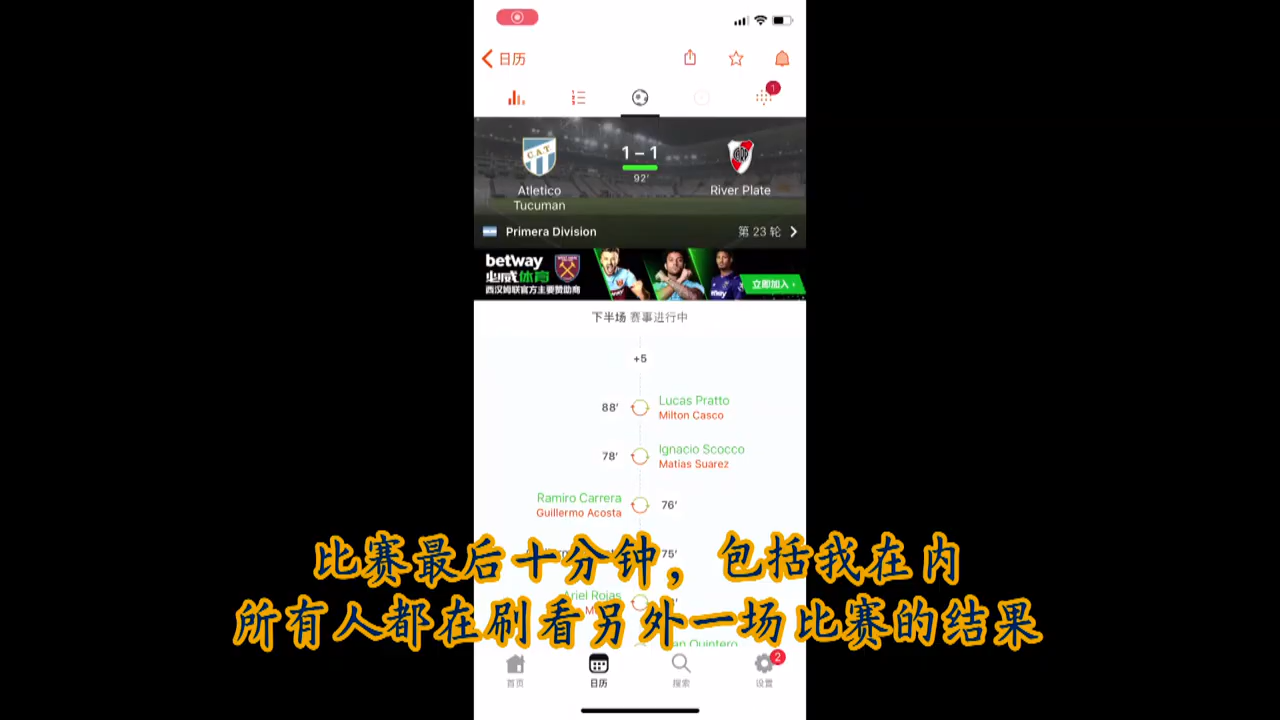 日历
1
C.A.T.
1 – 1
92'
Atletico
Tucuman
River Plate
Primera Division
第 23 轮
betway
必威体育
西汉姆联官方主要赞助商
立即加入
下半场 赛事进行中
+5
88'
Lucas Pratto
Milton Casco
78'
Ignacio Scocco
Matias Suarez
Ramiro Carrera
Guillermo Acosta
76'
75'
Ariel Rojas
比赛最后十分钟，包括我在内
所有人都在刷看另外一场比赛的结果
Quintero
2
首页
日历
搜索
设置